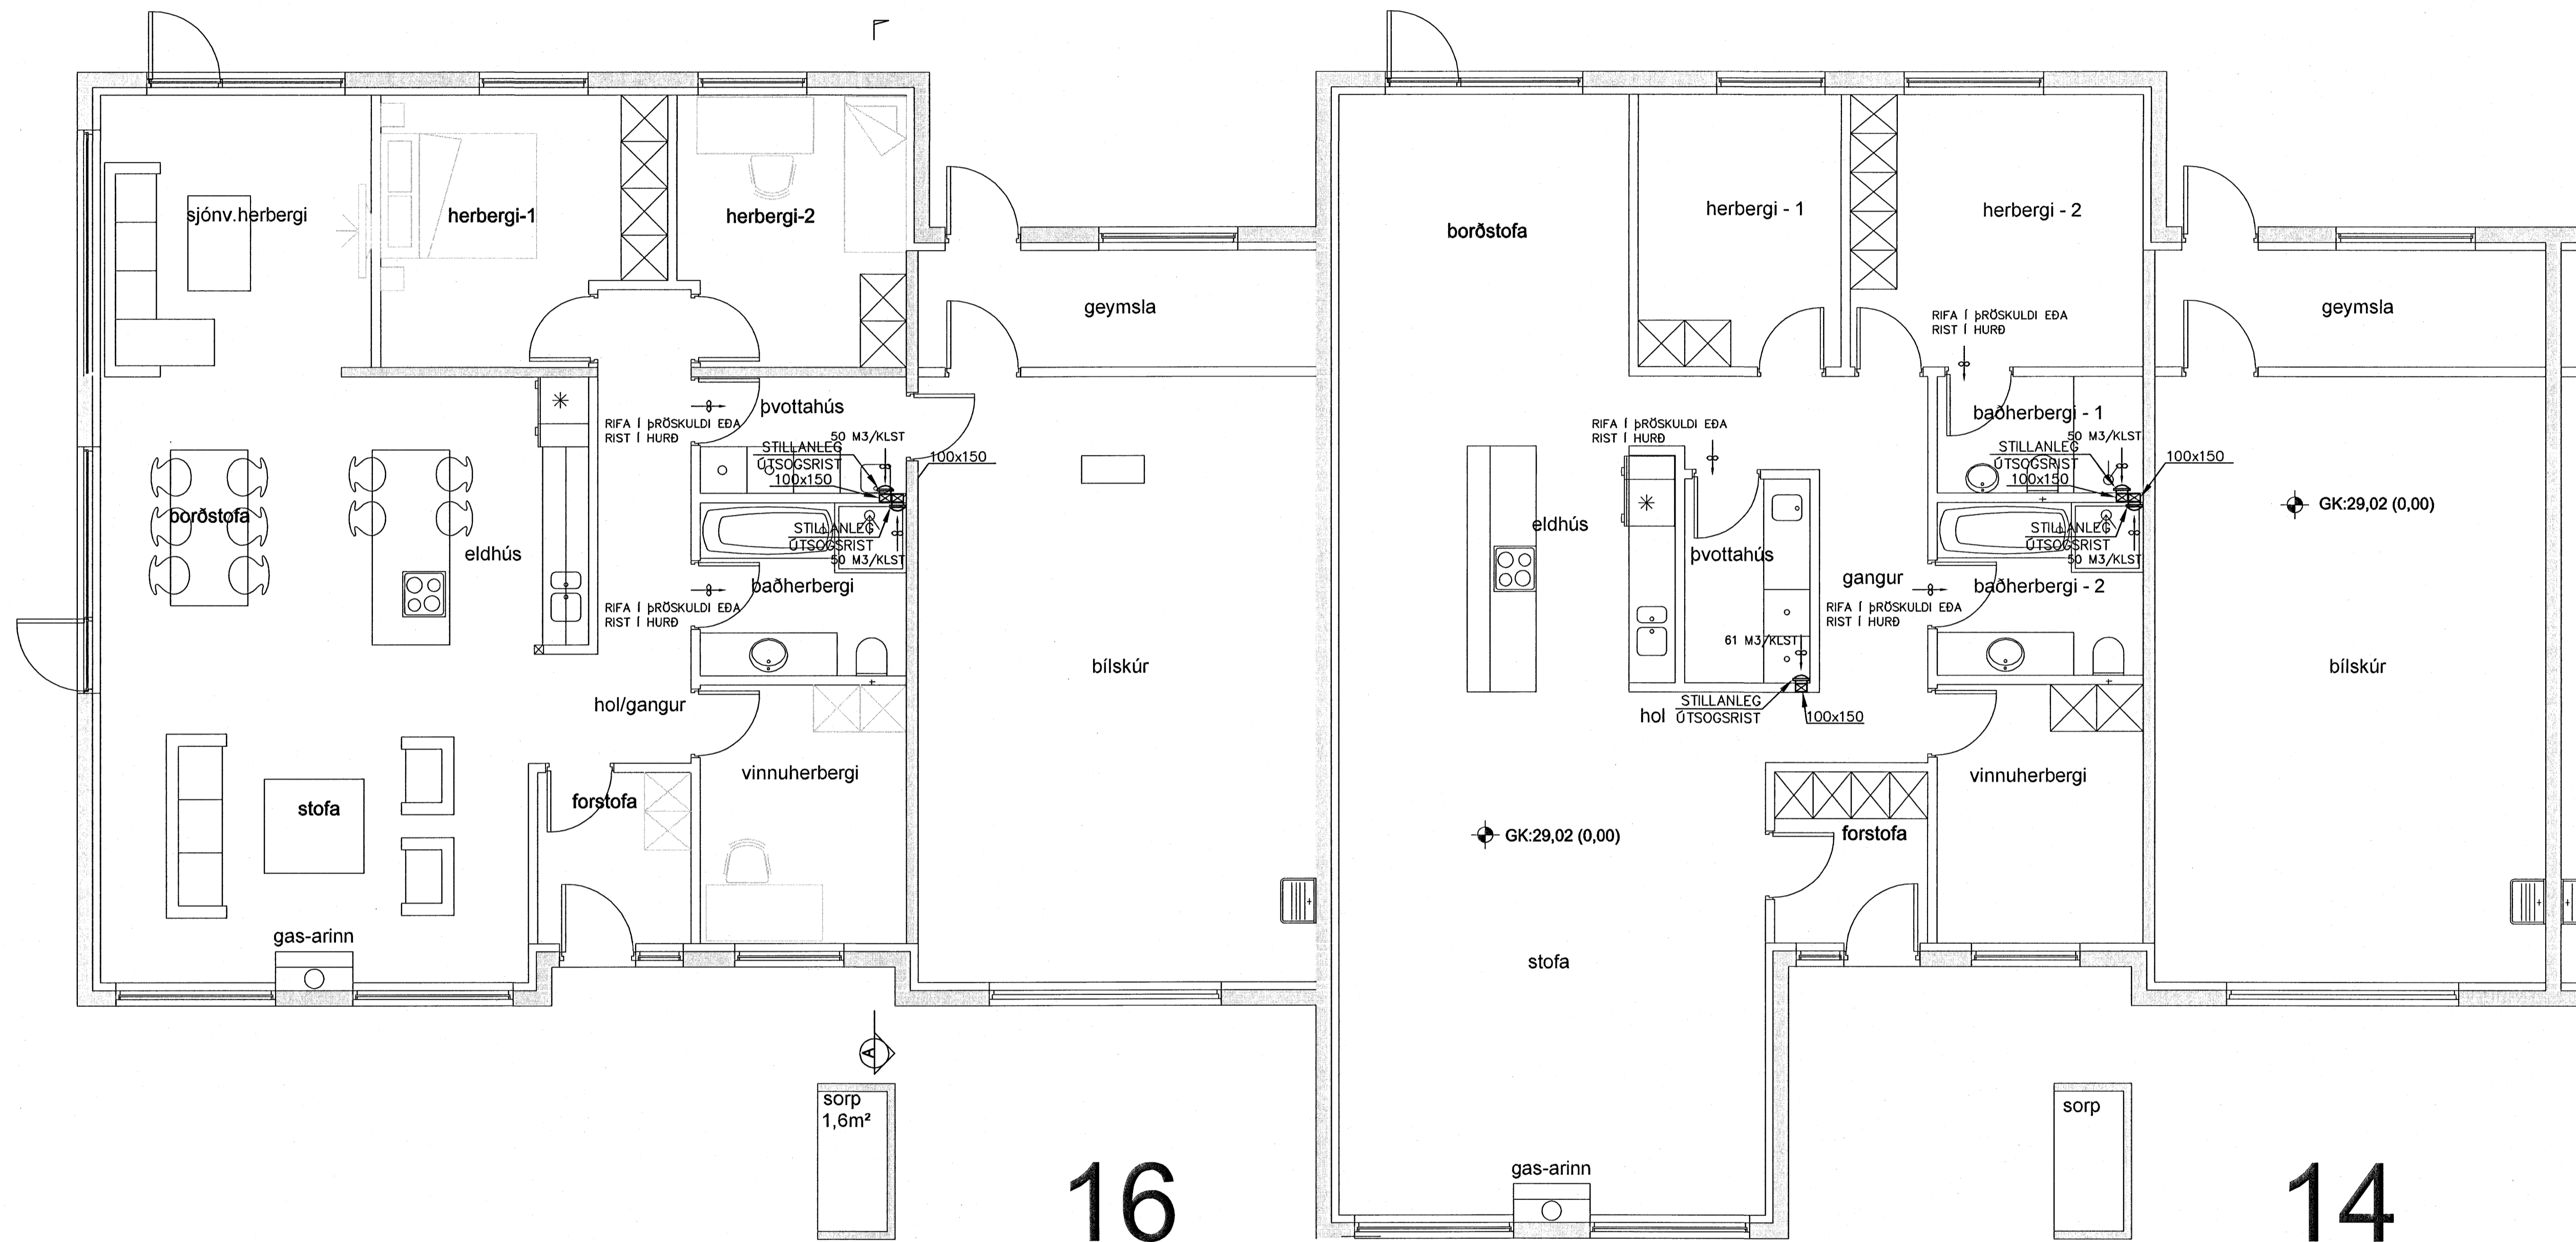 sjónv.herbergi
herbergi-1
herbergi-2
geymsla
þvottahús
RIFA Í ÞRÖSKULDI EÐA
RIST Í HURÐ
50 M3/KLST
STILLANLEG
ÚTSOGSRIST
100x150
100x150
borðstofa
eldhús
STILLANLEG
ÚTSOGSRIST
50 M3/KLST
baðherbergi
RIFA Í ÞRÖSKULDI EÐA
RIST Í HURÐ
bílskúr
hol/gangur
vinnuherbergi
forstofa
stofa
gas-arinn
A
sorp
1,6m²
16
borðstofa
herbergi - 1
herbergi - 2
RIFA Í ÞRÖSKULDI EÐA
RIST Í HURÐ
geymsla
baðherbergi - 1
50 M3/KLST
STILLANLEG
ÚTSOGSRIST
100x150
100x150
RIFA Í ÞRÖSKULDI EÐA
RIST Í HURÐ
eldhús
þvottahús
GK:29,02 (0,00)
STILLANLEG
ÚTSOGSRIST
50 M3/KLST
gangur
baðherbergi - 2
RIFA Í ÞRÖSKULDI EÐA
RIST Í HURÐ
61 M3/KLST
bílskúr
hol
STILLANLEG
ÚTSOGSRIST
100x150
vinnuherbergi
GK:29,02 (0,00)
forstofa
stofa
gas-arinn
sorp
14